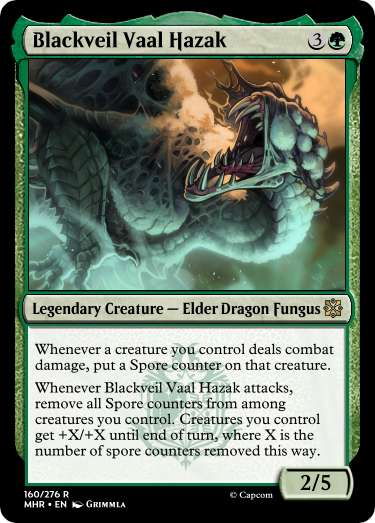 Blackveil Vaal Hazak 3
Legendary Creature — Elder Dragon Fungus
Whenever a creature you control deals combat
damage, put a Spore counter on that creature.
Whenever Blackveil Vaal Hazak attacks,
remove all Spore counters from among
creatures you control. Creatures you control
get +X/+X until end of turn, where X is the
number of spore counters removed this way.
2/5
160/276 R
MHR • EN Grimmla
© Capcom